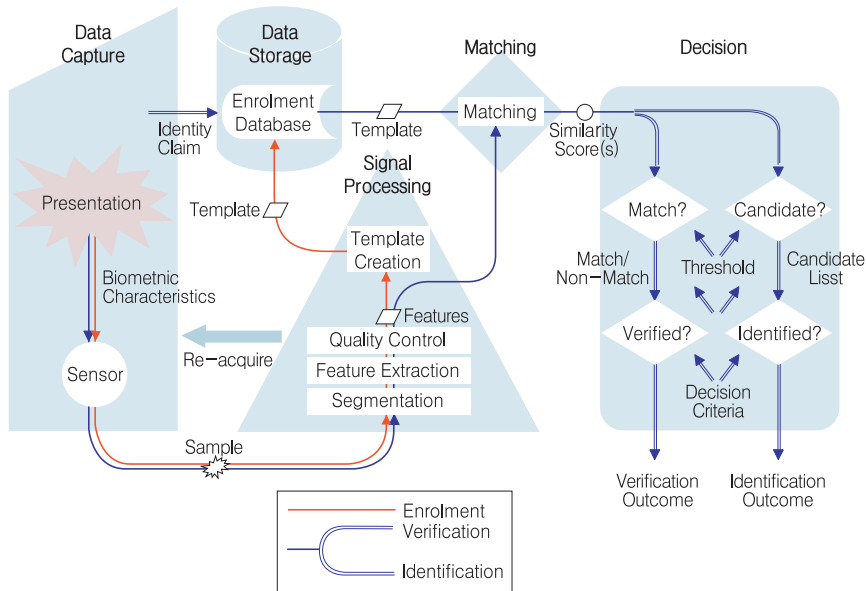 Data
Capture
Data
Storage
Matching
Decision
Enrolment
Database
Identity
Claim
Template
Matching
Similarity
Score(s)
Signal
Processing
Presentation
Template
Match?
Candidate?
Template
Creation
Match/
Non-Match
Threshold
Candidate
Lisst
Biometnric
Characteristics
Features
Quality Control
Verified?
Identified?
Re-acquire
Sensor
Feature Extraction
Segmentation
Decision
Criteria
Sample
Verification
Outcome
Identification
Outcome
Enrolment
Verification
Identification